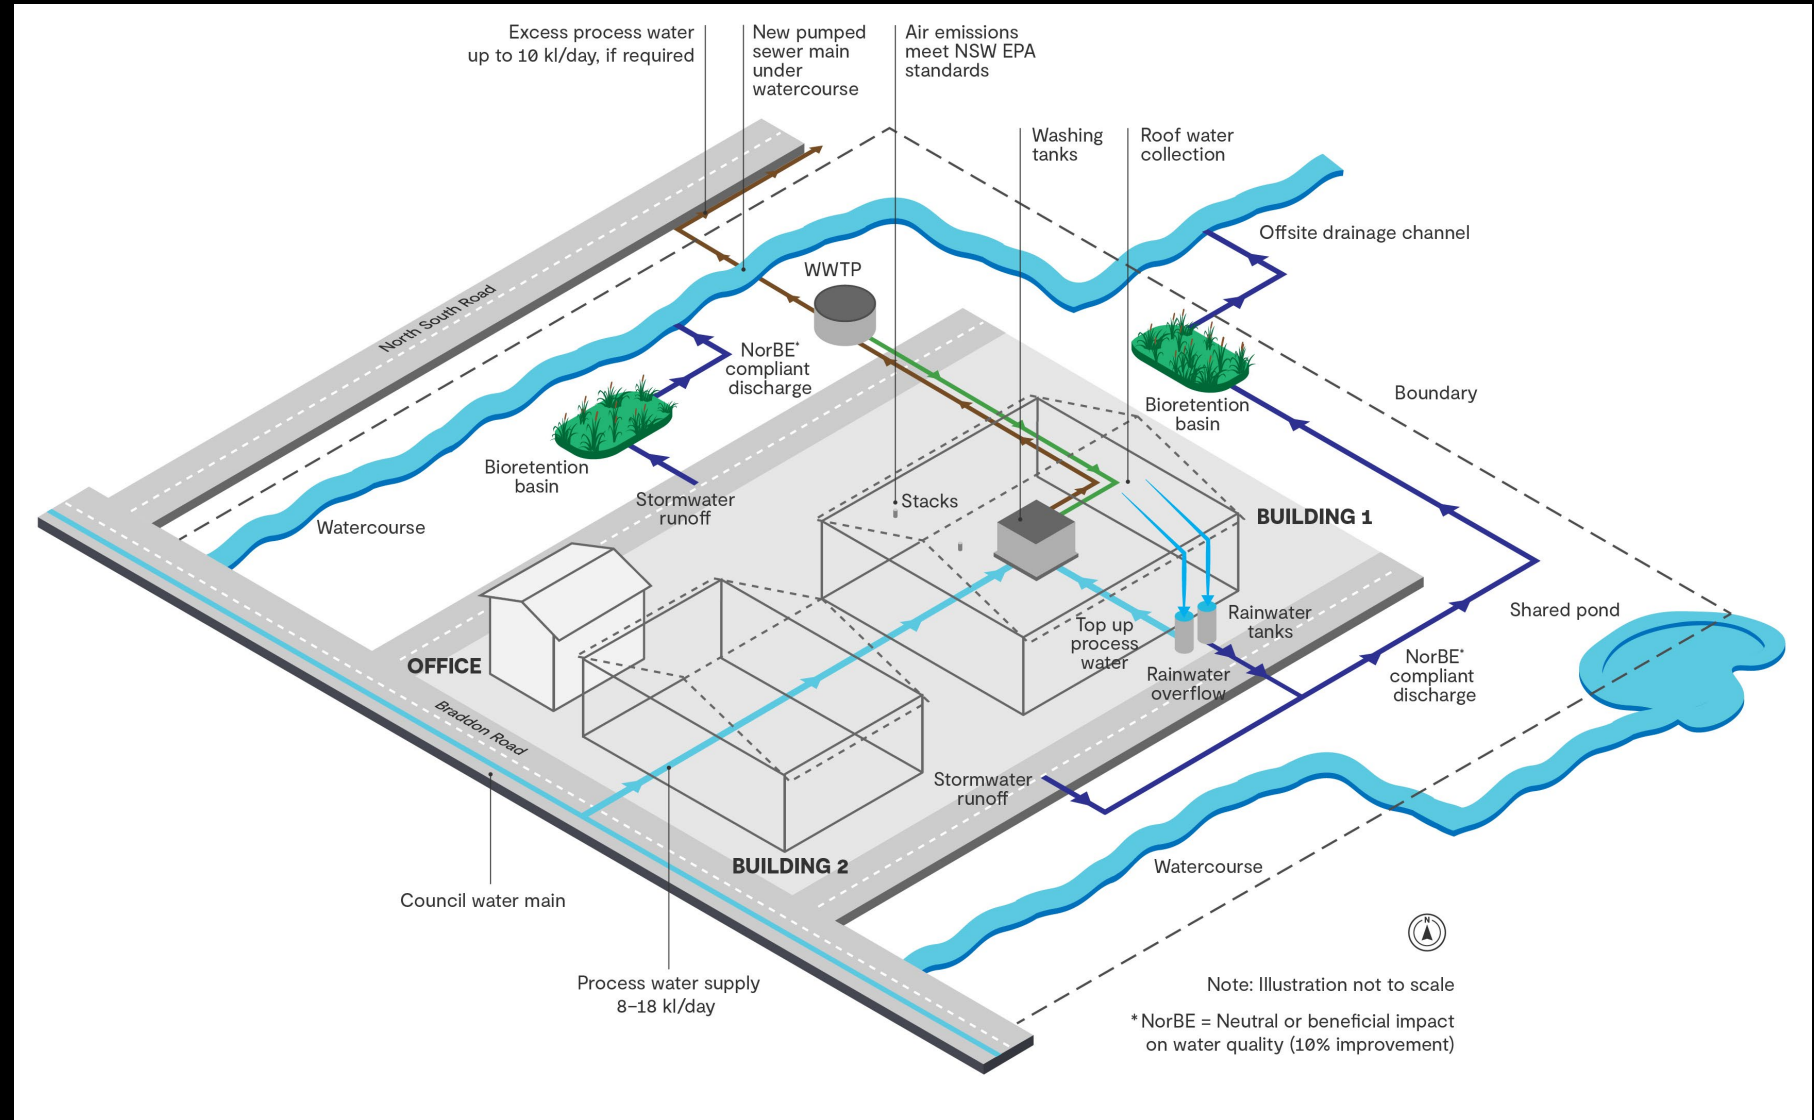 Excess process water
up to 10 kl/day, if required
New pumped
sewer main
under
watercourse
Air emissions
meet NSW EPA
standards
Washing
tanks
Roof water
collection
Offsite drainage channel
WWTP
North South Road
NorBE*
compliant
discharge
Boundary
Bioretention
basin
Bioretention
basin
Stormwater
runoff
Stacks
BUILDING 1
Watercourse
Shared pond
Rainwater
tanks
Top up
process
water
OFFICE
Rainwater
overflow
NorBE*
compliant
discharge
Braddon Road
Stormwater
runoff
BUILDING 2
Watercourse
Council water main
N
Process water supply
8–18 kl/day
Note: Illustration not to scale
*NorBE = Neutral or beneficial impact
on water quality (10% improvement)